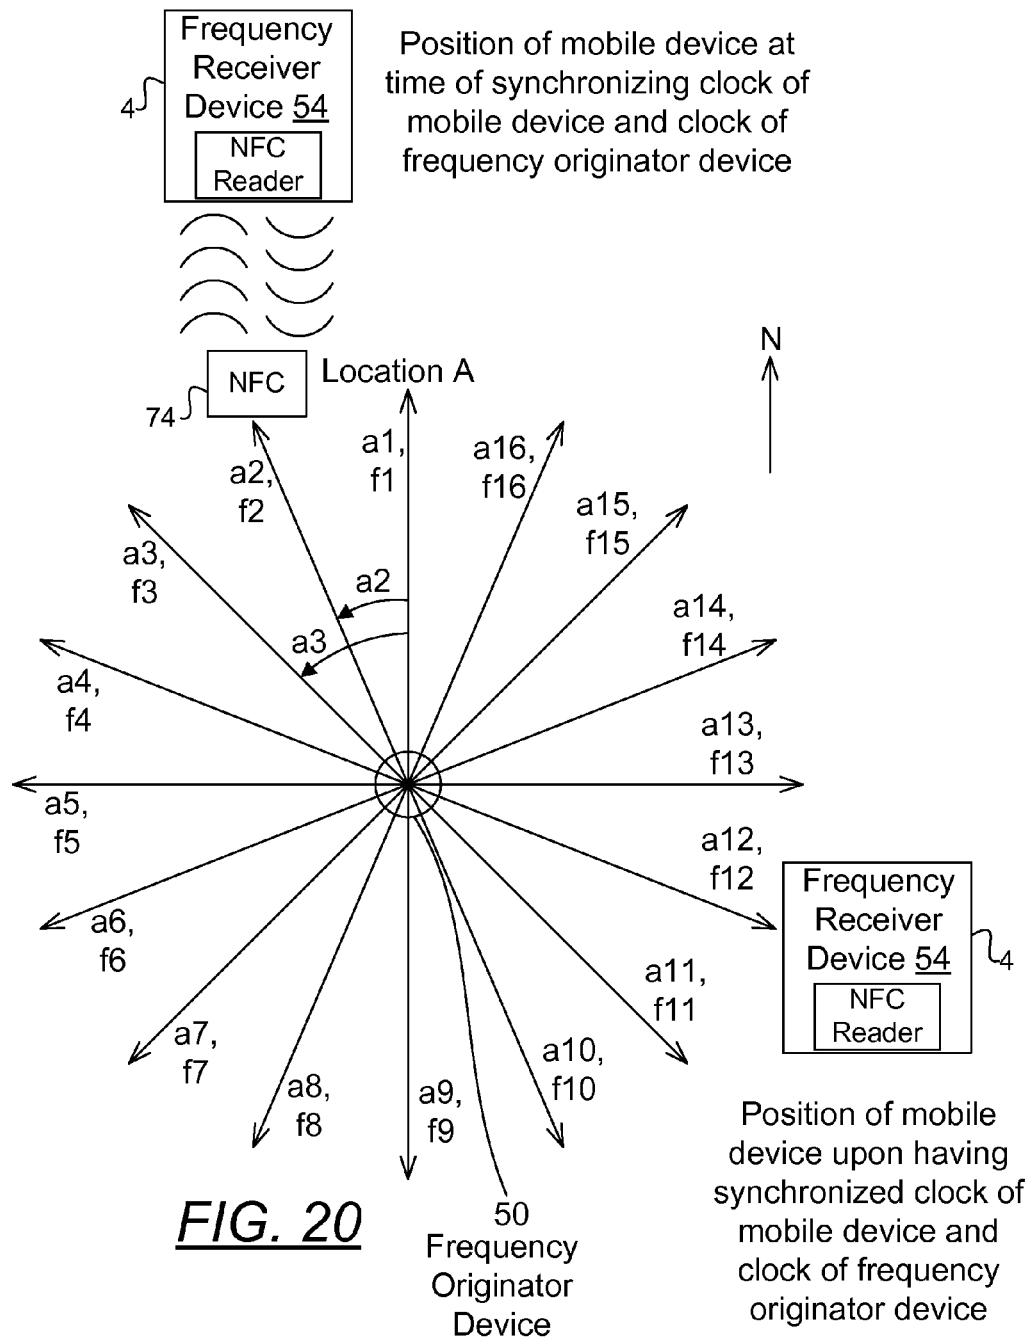 Frequency
Receiver
Device 54
NFC
Reader
4
Position of mobile device at
time of synchronizing clock of
mobile device and clock of
frequency originator device
NFC
74
Location A
N
a1,
f1
a2,
f2
a16,
f16
a15,
f15
a3,
f3
a2
a3
a14,
f14
a4,
f4
a13,
f13
a5,
f5
a12,
f12
Frequency
Receiver
Device 54
NFC
Reader
4
a6,
f6
a11,
f11
a7,
f7
a10,
f10
a8,
f8
a9,
f9
Position of mobile
device upon having
synchronized clock of
mobile device and
clock of frequency
originator device
FIG. 20
50
Frequency
Originator
Device